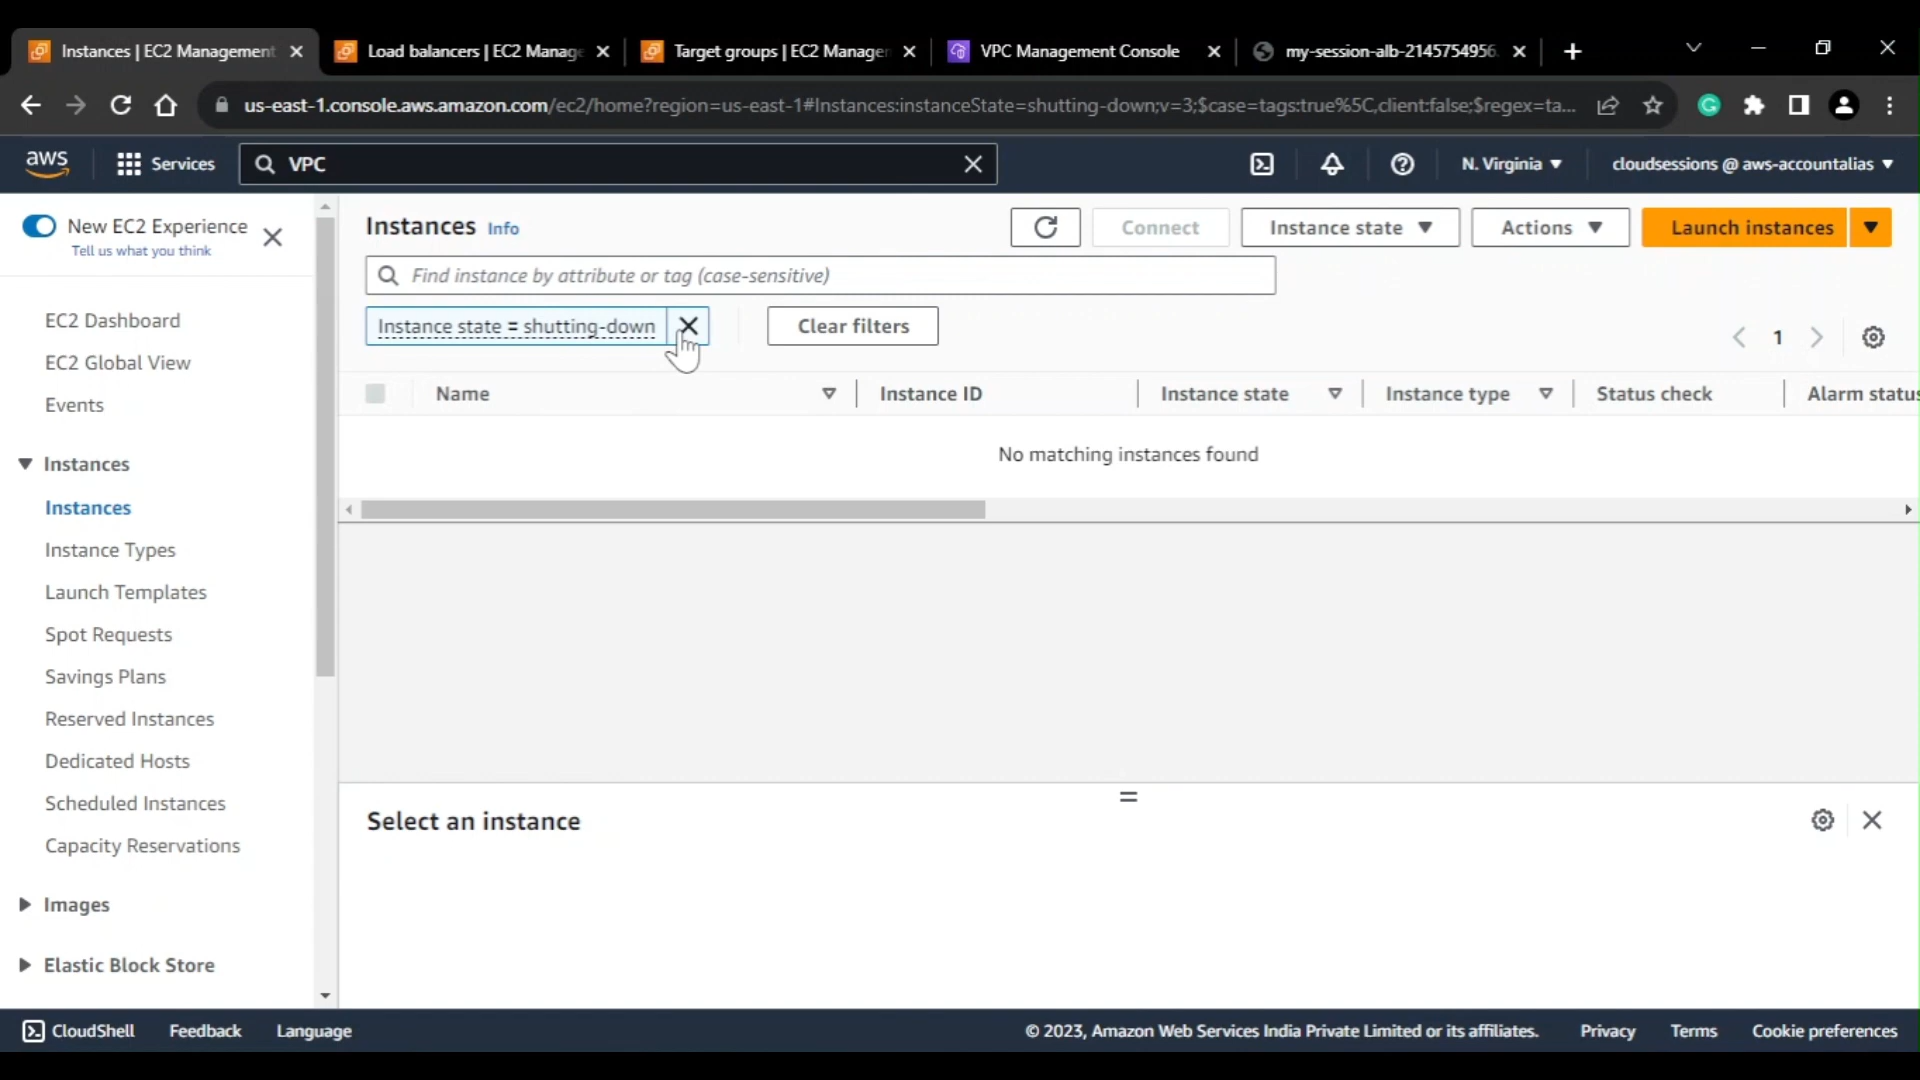 Instances | EC2 Management
Load balancers | EC2 Manage
Target groups | EC2 Manager
VPC Management Console
my-session-alb-2145754956.
us-east-1.console.aws.amazon.com/ec2/home?region=us-east-1#Instances:instanceState=shutting-down;v=3;$case=tags:true%5C,client:false;$regex=ta...
aws
Services
VPC
N. Virginia
cloudsessions @ aws-accountalias
New EC2 Experience
Tell us what you think
EC2 Dashboard
EC2 Global View
Events
Instances
Instances
Instance Types
Launch Templates
Spot Requests
Savings Plans
Reserved Instances
Dedicated Hosts
Scheduled Instances
Capacity Reservations
Images
Elastic Block Store
Instances Info
Connect
Instance state
Actions
Launch instances
Find instance by attribute or tag (case-sensitive)
Instance state = shutting-down
Clear filters
1
Name
Instance ID
Instance state
Instance type
Status check
Alarm status
No matching instances found
Select an instance
CloudShell
Feedback
Language
© 2023, Amazon Web Services India Private Limited or its affiliates.
Privacy
Terms
Cookie preferences